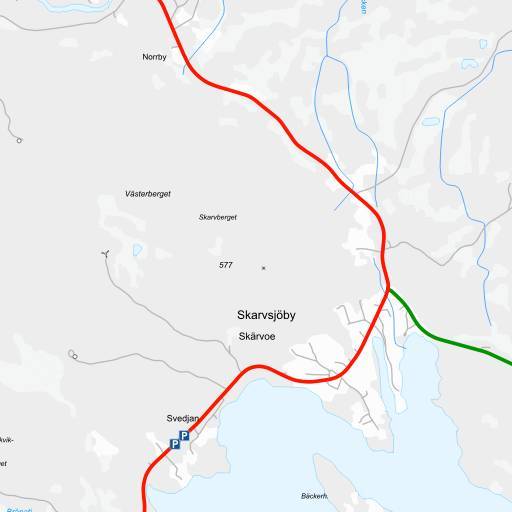 Norrby
Västerberget
Skarvberget
577
Skarvsjöby
Skärvoe
Svedjan
P
P
Bäckerh.